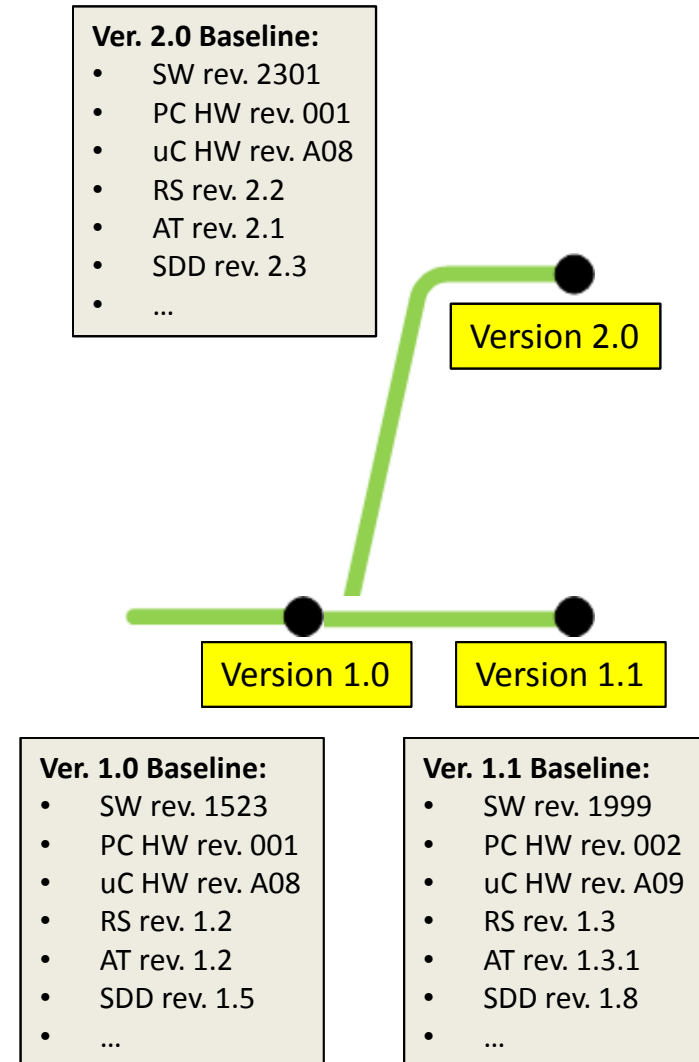 Ver. 2.0 Baseline:
• SW rev. 2301
• PC HW rev. 001
• uC HW rev. A08
• RS rev. 2.2
• AT rev. 2.1
• SDD rev. 2.3
• ...
Version 2.0
Version 1.0
Version 1.1
Ver. 1.0 Baseline:
• SW rev. 1523
• PC HW rev. 001
• uC HW rev. A08
• RS rev. 1.2
• AT rev. 1.2
• SDD rev. 1.5
• ...
Ver. 1.1 Baseline:
• SW rev. 1999
• PC HW rev. 002
• uC HW rev. A09
• RS rev. 1.3
• AT rev. 1.3.1
• SDD rev. 1.8
• ...